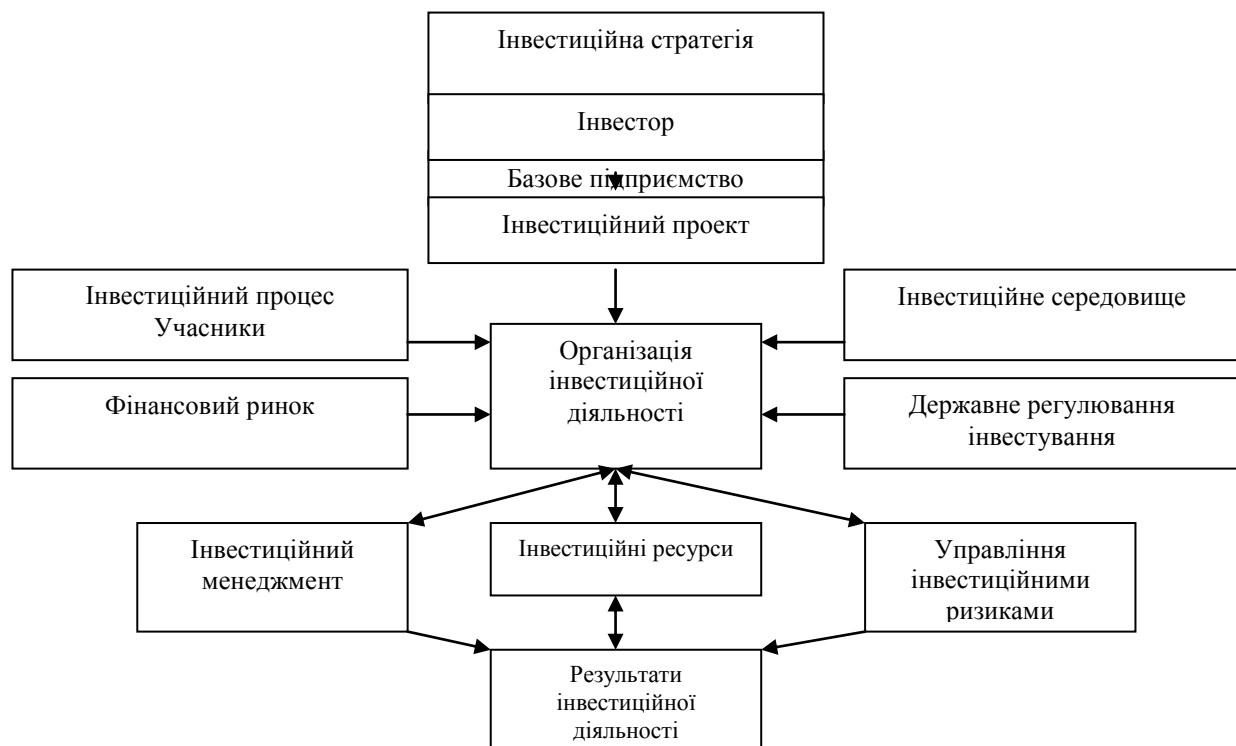 Інвестиційна стратегія
Інвестор
Базове підприємство
Інвестиційний проект
Інвестиційний процес
Учасники
Інвестиційне середовище
Організація
інвестиційної
діяльності
Фінансовий ринок
Державне регулювання
інвестування
Інвестиційний
менеджмент
Інвестиційні ресурси
Управління
інвестиційними
ризиками
Результати
інвестиційної
діяльності